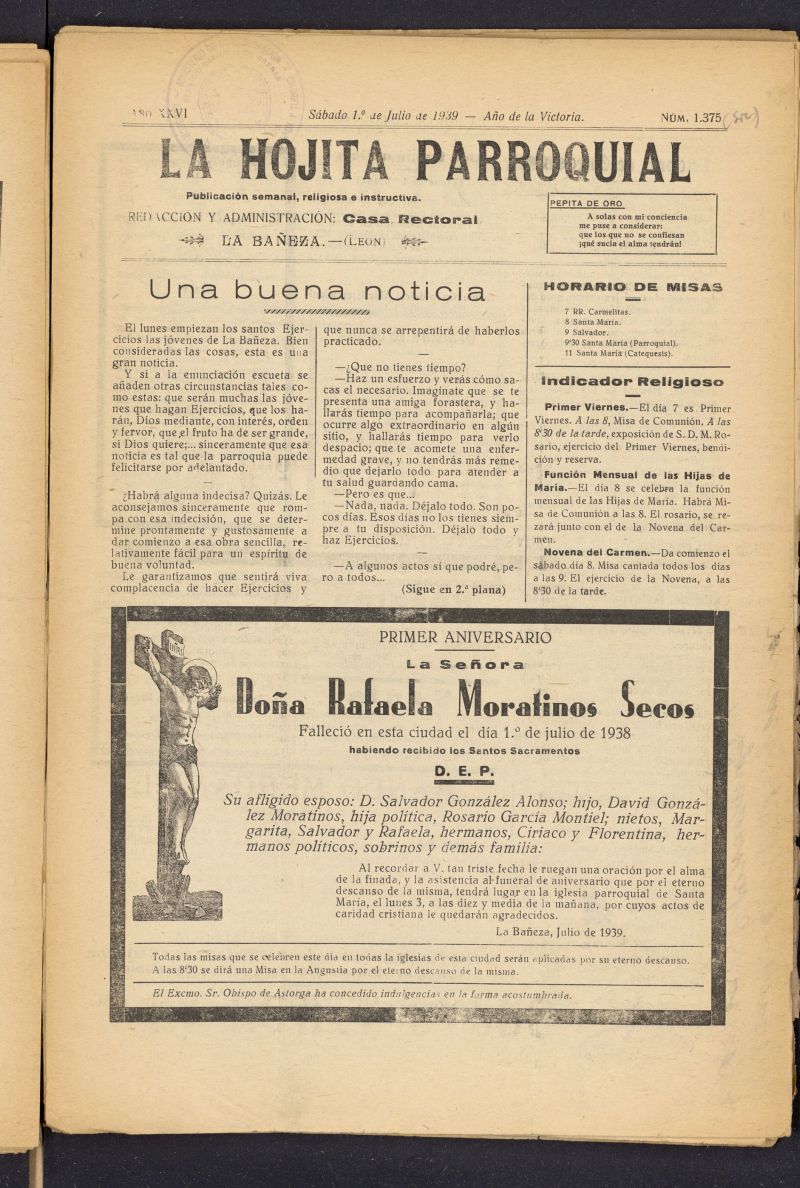 AÑO XXVI
Sábado 1.º de Julio de 1939 — Año de la Victoria.
NÚM. 1.375 (sic)
LA HOJITA PARROQUIAL
Publicación semanal, religiosa e instructiva.
REDACCIÓN Y ADMINISTRACIÓN: Casa Rectoral
LA BAÑEZA.—(LEON)
PEPITA DE ORO
A solas con mi conciencia
me puse a considerar:
que los que no se confiesan
¡qué sucia el alma tendrán!
Una buena noticia
El lunes empiezan los santos Ejer-
cicios las jóvenes de La Bañeza. Bien
consideradas las cosas, esta es una
gran noticia.
Y si a la enunciación escueta se
añaden otras circunstancias tales co-
mo estas: que serán muchas las jóve-
nes que hagan Ejercicios, que los ha-
rán, Dios mediante, con interés, orden
y fervor, que el fruto ha de ser grande,
si Dios quiere;... sinceramente que esa
noticia es tal que la parroquia puede
felicitarse por adelantado.
—
¿Habrá alguna indecisa? Quizás. Le
aconsejamos sinceramente que rom-
pa con esa indecisión, que se deter-
mine prontamente y gustosamente a
dar comienzo a esa obra sencilla, re-
lativamente fácil para un espíritu de
buena voluntad.
Le garantizamos que sentirá viva
complacencia de hacer Ejercicios y
que nunca se arrepentirá de haberlos
practicado.
—
—¿Que no tienes tiempo?
—Haz un esfuerzo y verás cómo sa-
cas el necesario. Imagínate que se te
presenta una amiga forastera, y ha-
llarás tiempo para acompañarla; que
ocurre algo extraordinario en algún
sitio, y hallarás tiempo para verlo
despacio; que te acomete una enfer-
medad grave, y no tendrás más reme-
dio que dejarlo todo para atender a
tu salud guardando cama.
—Pero es que...
—Nada, nada. Déjalo todo. Son po-
cos días. Esos días no los tienes siem-
pre a tu disposición. Déjalo todo y
haz Ejercicios.
—
—A algunos actos sí que podré, pe-
ro a todos...
(Sigue en 2.ª plana)
HORARIO DE MISAS
7 RR. Carmelitas.
8 Santa María.
9 Salvador.
9'30 Santa María (Parroquial).
11 Santa María (Catequesis).
Indicador Religioso
Primer Viernes.—El día 7 es Primer
Viernes. A las 8, Misa de Comunión. A las
8'30 de la tarde, exposición de S. D. M. Ro-
sario, ejercicio del Primer Viernes, bendi-
ción y reserva.
Función Mensual de las Hijas de
María.—El día 8 se celebra la función
mensual de las Hijas de María. Habrá Mi-
sa de Comunión a las 8. El rosario, se re-
zará junto con el de la Novena del Car-
men.
Novena del Carmen.—Da comienzo el
sábado día 8. Misa cantada todos los días
a las 9. El ejercicio de la Novena, a las
8'30 de la tarde.
INRI
PRIMER ANIVERSARIO
La Señora
Doña Rafaela Moratinos Secos
Falleció en esta ciudad el día 1.º de julio de 1938
habiendo recibido los Santos Sacramentos
D. E. P.
Su afligido esposo: D. Salvador González Alonso; hijo, David Gonzá-
lez Moratinos, hija política, Rosario García Montiel; nietos, Mar-
garita, Salvador y Rafaela, hermanos, Ciriaco y Florentina, her-
manos políticos, sobrinos y demás familia:
Al recordar a V. tan triste fecha le ruegan una oración por el alma
de la finada, y la asistencia al funeral de aniversario que por el eterno
descanso de la misma, tendrá lugar en la iglesia parroquial de Santa
María, el lunes 3, a las diez y media de la mañana, por cuyos actos de
caridad cristiana le quedarán agradecidos.
La Bañeza, Julio de 1939.
Todas las misas que se celebren este día en todas la iglesias de esta ciudad serán aplicadas por su eterno descanso.
A las 8'30 se dirá una Misa en la Angustia por el eterno descanso de la misma.
El Excmo. Sr. Obispo de Astorga ha concedido indulgencias en la forma acostumbrada.